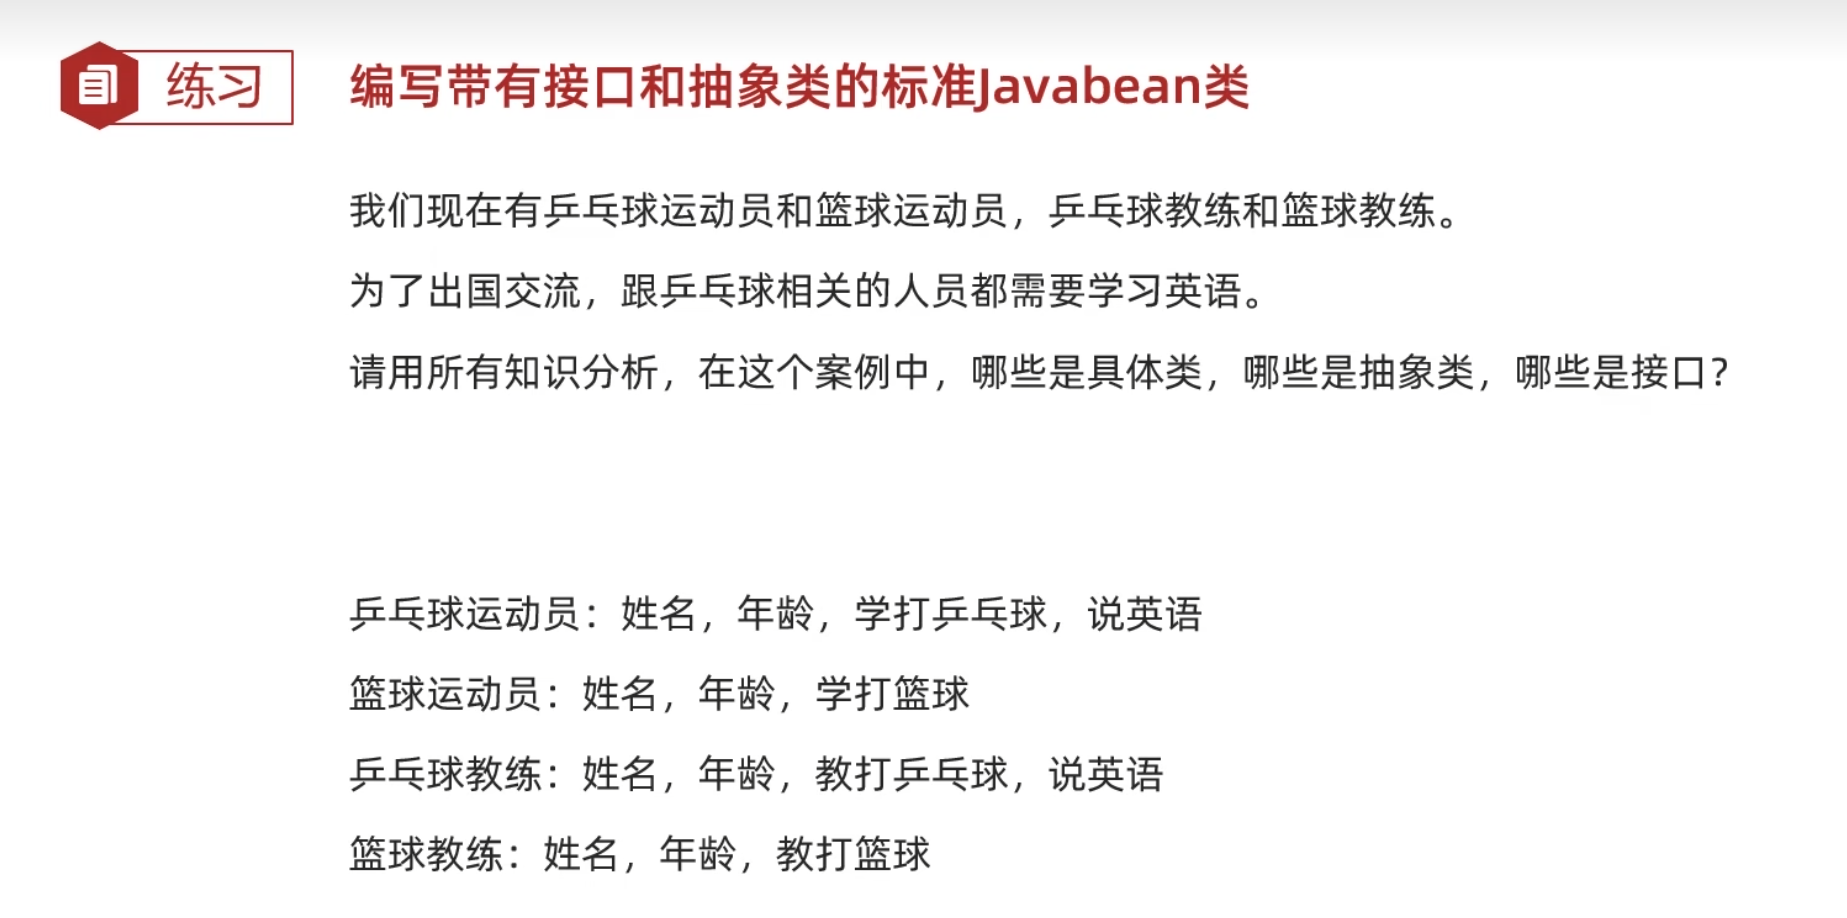 练习
编写带有接口和抽象类的标准Javabean类
我们现在有乒乓球运动员和篮球运动员，乒乓球教练和篮球教练。
为了出国交流，跟乒乓球相关的人员都需要学习英语。
请用所有知识分析，在这个案例中，哪些是具体类，哪些是抽象类，哪些是接口？
乒乓球运动员：姓名，年龄，学打乒乓球，说英语
篮球运动员：姓名，年龄，学打篮球
乒乓球教练：姓名，年龄，教打乒乓球，说英语
篮球教练：姓名，年龄，教打篮球